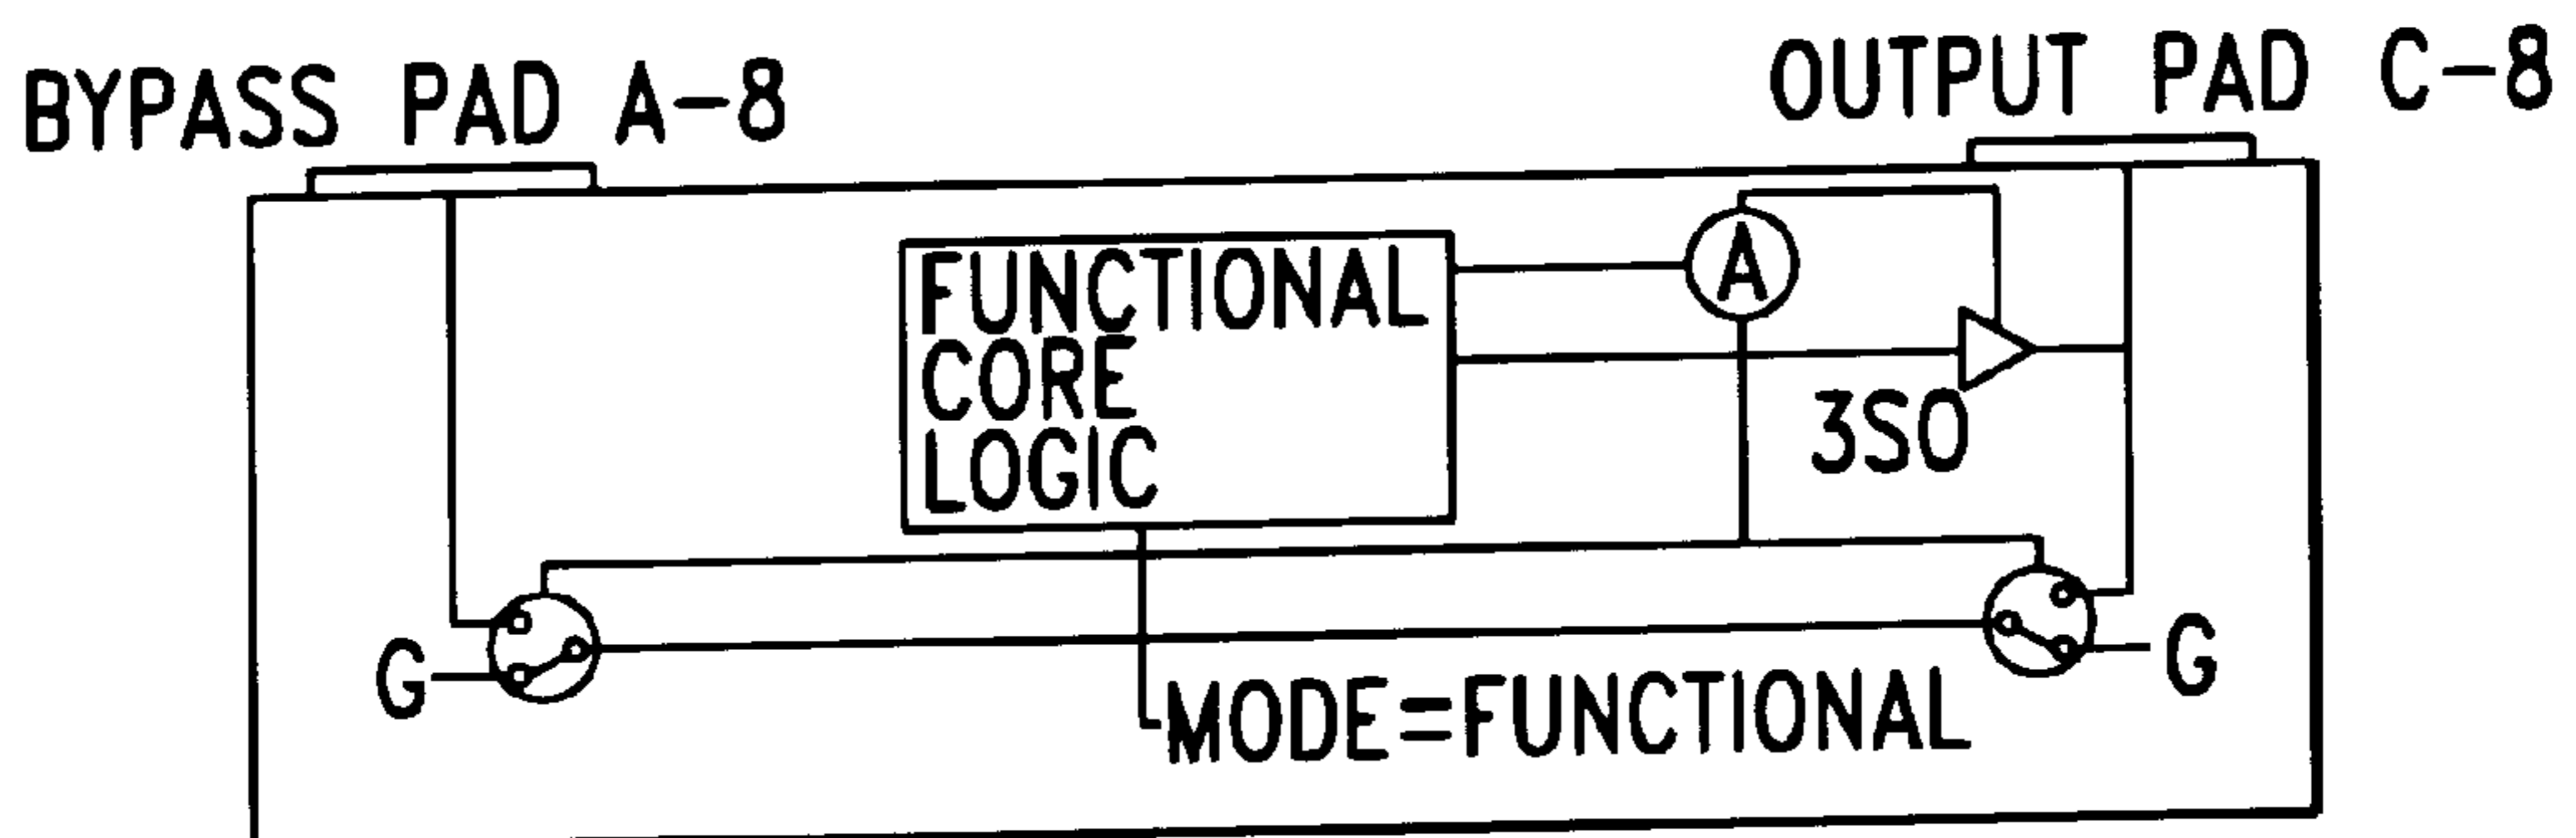 BYPASS PAD A-8
OUTPUT PAD C-8
FUNCTIONAL
CORE
LOGIC
A
3SO
G
G
MODE=FUNCTIONAL